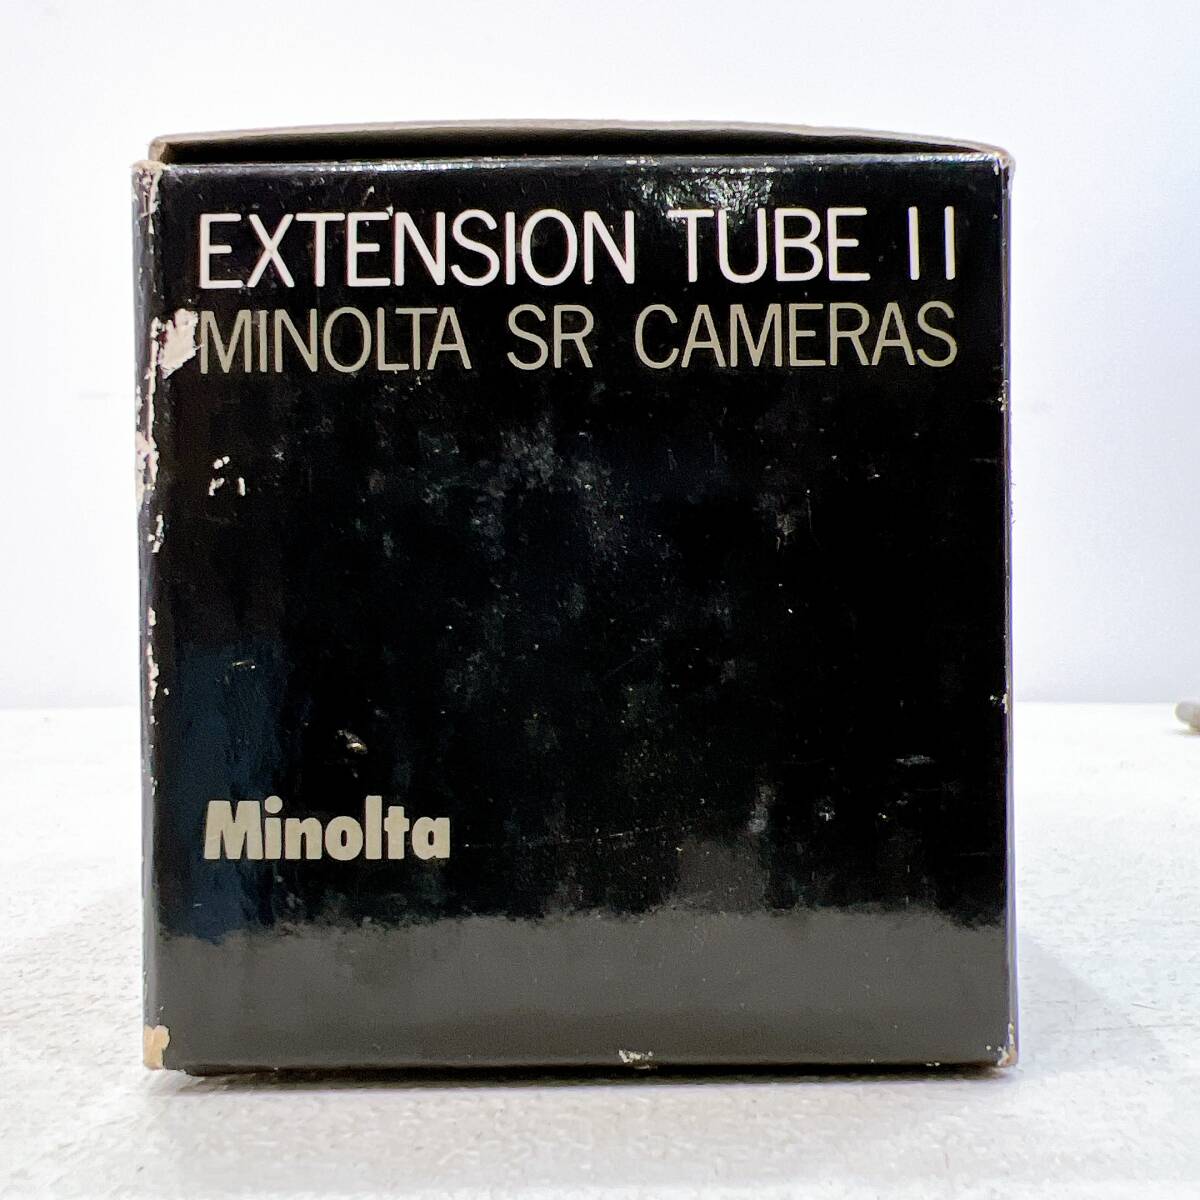 EXTENSION TUBE II
MINOLTA SR CAMERAS
Minolta